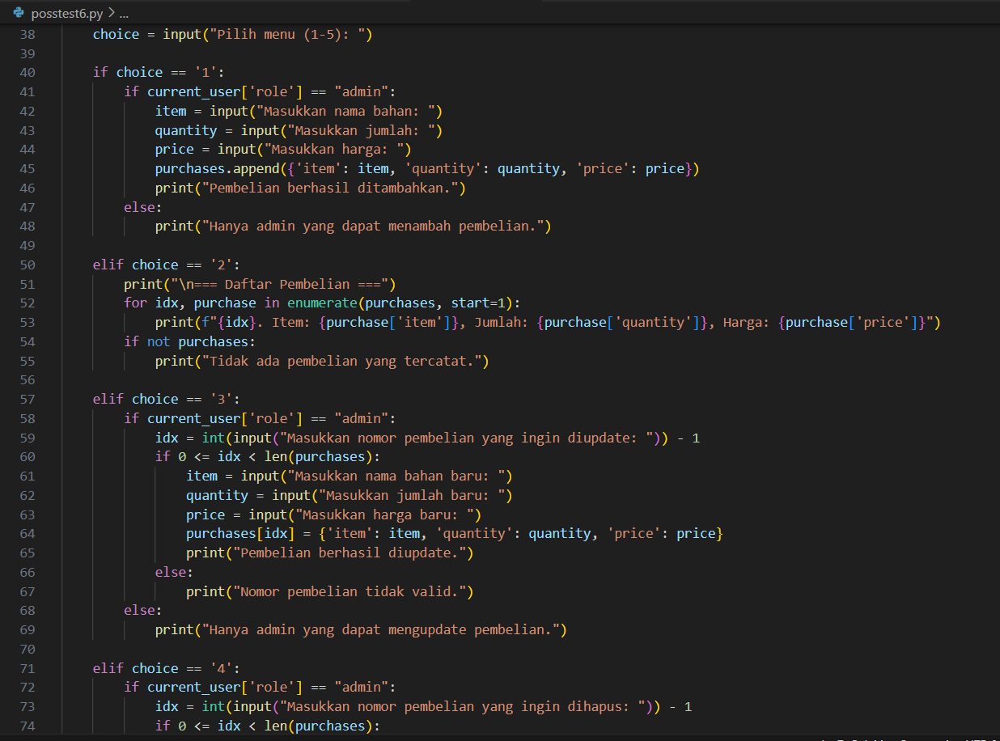 posstest6.py > ...
38 choice = input("Pilih menu (1-5): ")
39
40 if choice == '1':
41 if current_user['role'] == "admin":
42 item = input("Masukkan nama bahan: ")
43 quantity = input("Masukkan jumlah: ")
44 price = input("Masukkan harga: ")
45 purchases.append({'item': item, 'quantity': quantity, 'price': price})
46 print("Pembelian berhasil ditambahkan.")
47 else:
48 print("Hanya admin yang dapat menambah pembelian.")
49
50 elif choice == '2':
51 print("\n=== Daftar Pembelian ===")
52 for idx, purchase in enumerate(purchases, start=1):
53 print(f"{idx}. Item: {purchase['item']}, Jumlah: {purchase['quantity']}, Harga: {purchase['price']}")
54 if not purchases:
55 print("Tidak ada pembelian yang tercatat.")
56
57 elif choice == '3':
58 if current_user['role'] == "admin":
59 idx = int(input("Masukkan nomor pembelian yang ingin diupdate: ")) - 1
60 if 0 <= idx < len(purchases):
61 item = input("Masukkan nama bahan baru: ")
62 quantity = input("Masukkan jumlah baru: ")
63 price = input("Masukkan harga baru: ")
64 purchases[idx] = {'item': item, 'quantity': quantity, 'price': price}
65 print("Pembelian berhasil diupdate.")
66 else:
67 print("Nomor pembelian tidak valid.")
68 else:
69 print("Hanya admin yang dapat mengupdate pembelian.")
70
71 elif choice == '4':
72 if current_user['role'] == "admin":
73 idx = int(input("Masukkan nomor pembelian yang ingin dihapus: ")) - 1
74 if 0 <= idx < len(purchases):